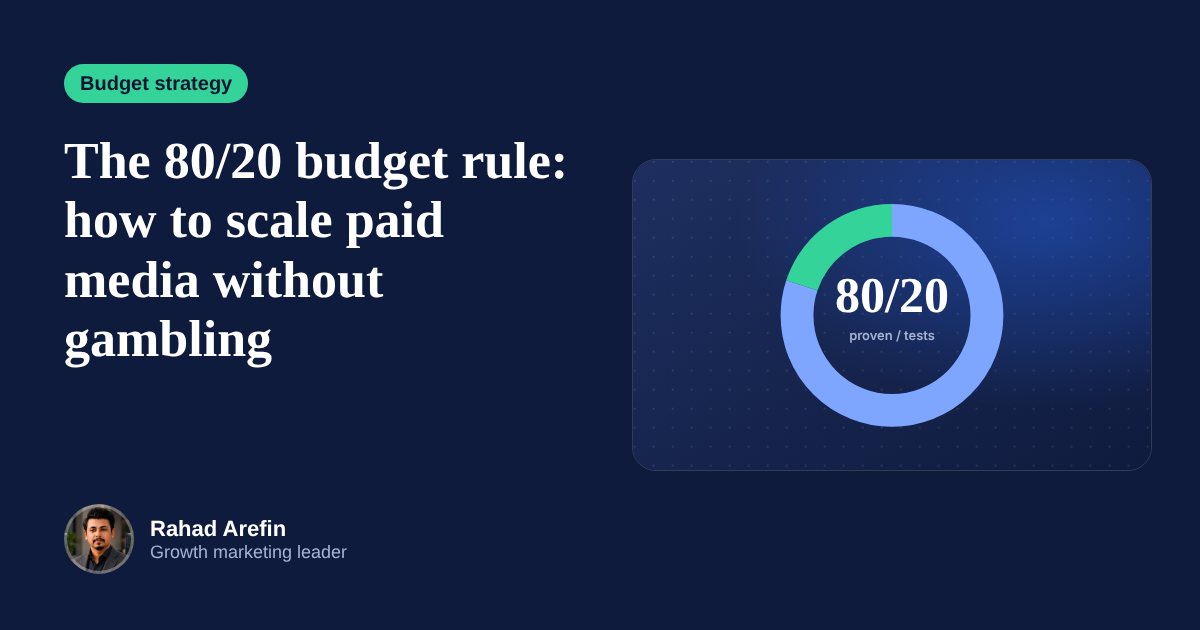 Budget strategy
The 80/20 budget rule:
how to scale paid
media without
gambling
80/20
proven / tests
Rahad Arefin
Growth marketing leader